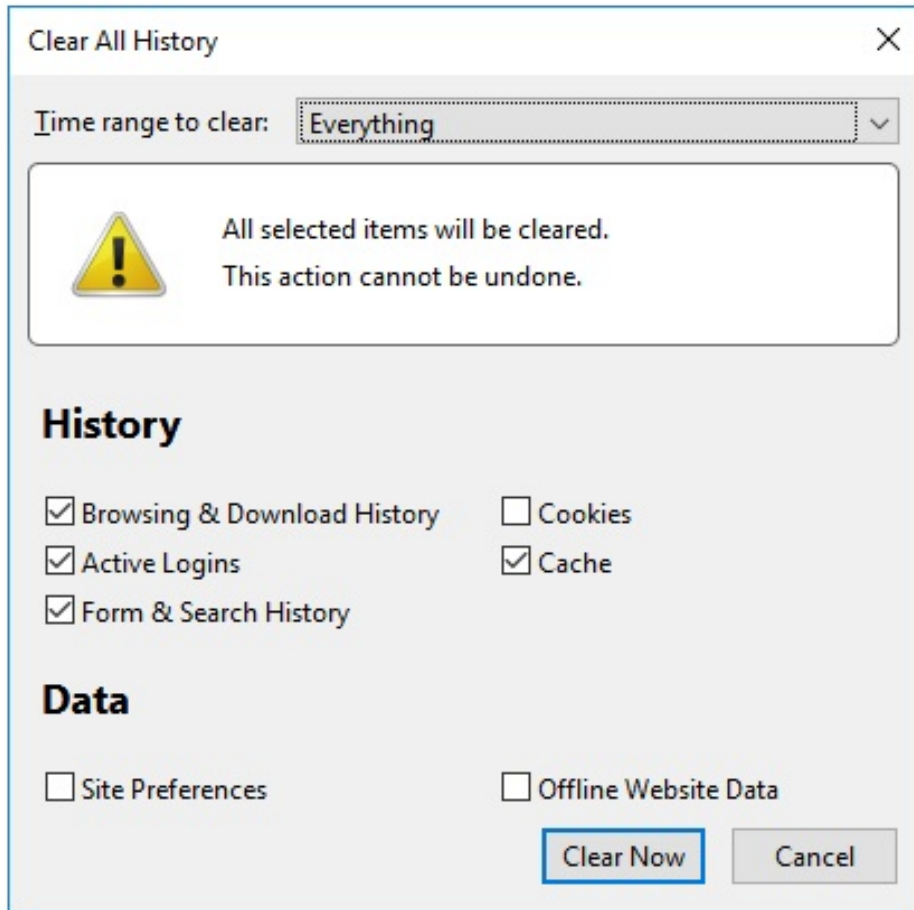 Clear All History
Time range to clear: Everything
All selected items will be cleared.
This action cannot be undone.
History
Browsing & Download History Cookies
Active Logins Cache
Form & Search History
Data
Site Preferences Offline Website Data
Clear Now Cancel